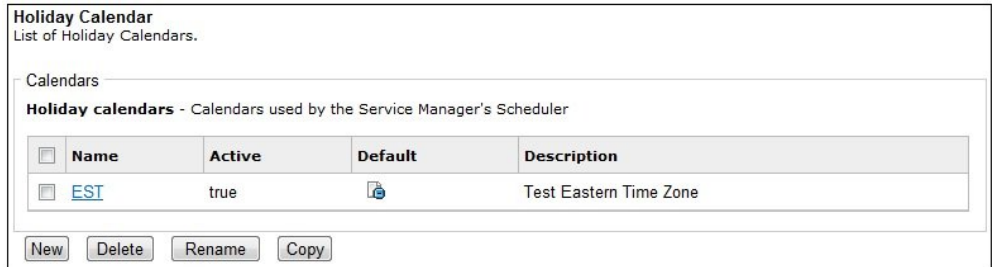 Holiday Calendar
List of Holiday Calendars.
Calendars
Holiday calendars - Calendars used by the Service Manager's Scheduler
Name Active Default Description
EST true Test Eastern Time Zone
New Delete Rename Copy